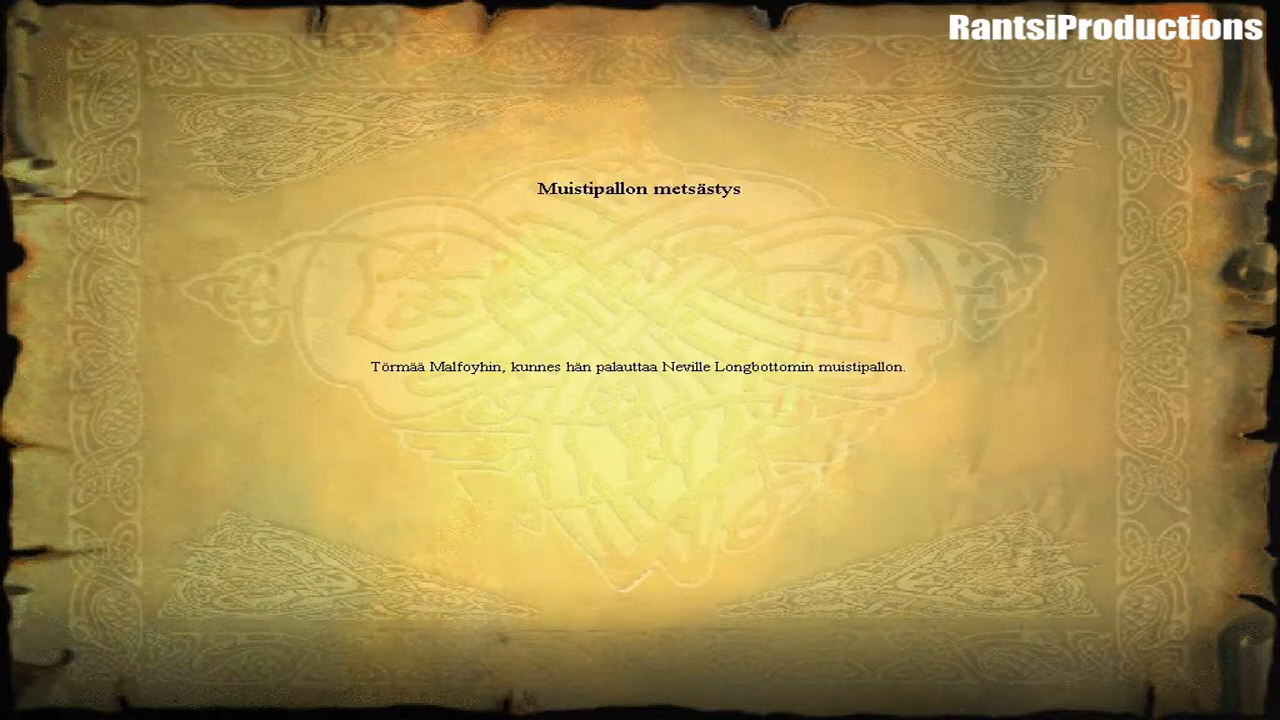 RantsiProductions
Muistipallon metsästys
Törmää Malfoyhin, kunnes hän palauttaa Neville Longbottomin muistipallon.